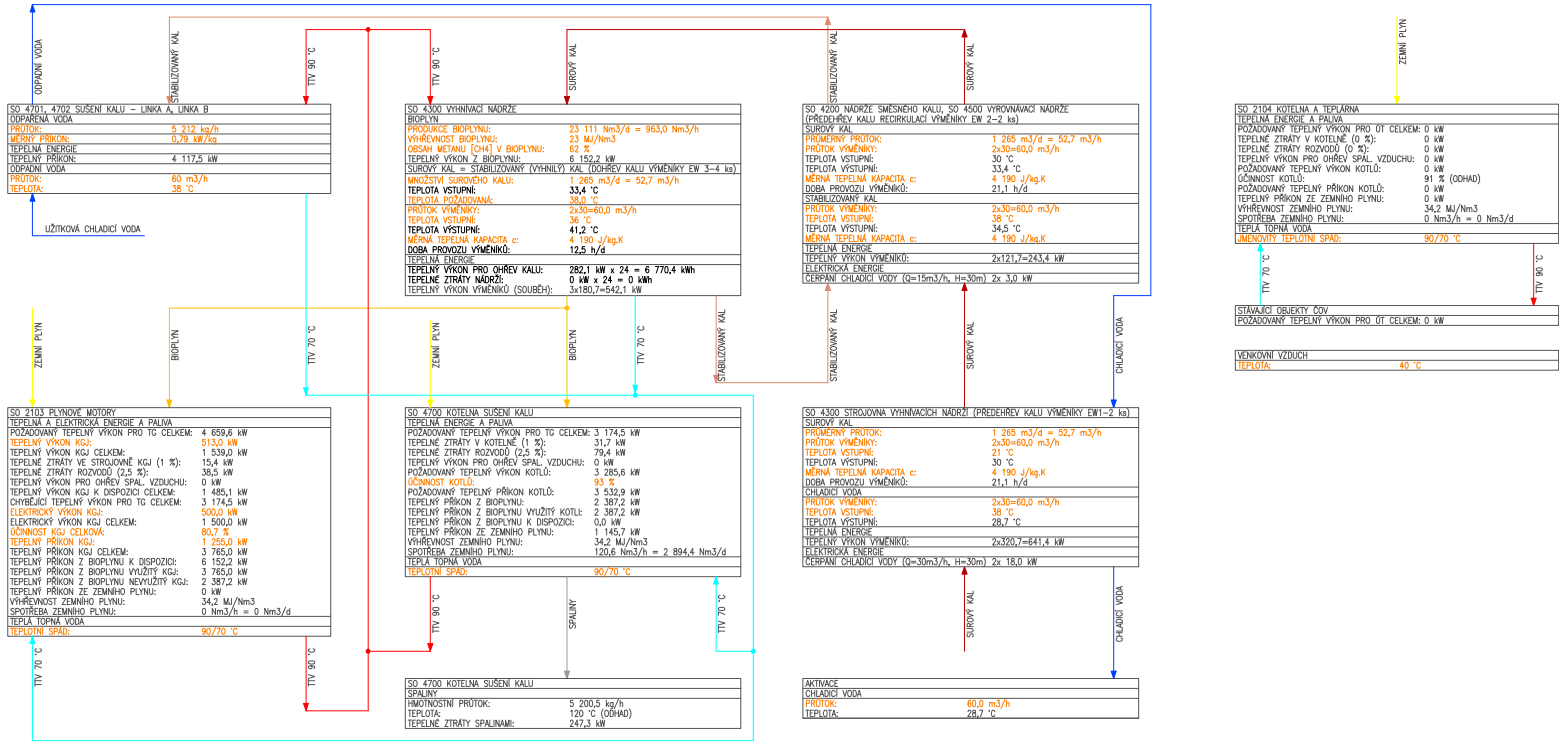 ODPADNÍ VODA
STABILIZOVANÝ KAL
TTV 90 °C
SO 4701, 4702 SUŠENÍ KALU – LINKA A, LINKA B
ODPAŘENÁ VODA
PRŮTOK: 5 212 kg/h
MĚRNÝ PŘÍKON: 0,79 kW/kg
TEPELNÁ ENERGIE
TEPELNÝ PŘÍKON: 4 117,5 kW
ODPADNÍ VODA
PRŮTOK: 60 m3/h
TEPLOTA: 38 °C
UŽITKOVÁ CHLADICÍ VODA
TTV 90 °C
SUROVÝ KAL
SO 4300 VYHNÍVACÍ NÁDRŽE
BIOPLYN
PRODUKCE BIOPLYNU: 23 111 Nm3/d = 963,0 Nm3/h
VÝHŘEVNOST BIOPLYNU: 23 MJ/Nm3
OBSAH METANU [CH4] V BIOPLYNU: 62 %
TEPELNÝ VÝKON Z BIOPLYNU: 6 152,2 kW
SUROVÝ KAL = STABILIZOVANÝ (VYHNILÝ) KAL (DOHŘEV KALU VÝMĚNÍKY EW 3–4 ks)
MNOŽSTVÍ SUROVÉHO KALU: 1 265 m3/d = 52,7 m3/h
TEPLOTA VSTUPNÍ: 33,4 °C
TEPLOTA POŽADOVANÁ: 38,0 °C
PRŮTOK VÝMĚNÍKY: 2x30=60,0 m3/h
TEPLOTA VSTUPNÍ: 36 °C
TEPLOTA VÝSTUPNÍ: 41,2 °C
MĚRNÁ TEPELNÁ KAPACITA c: 4 190 J/kg.K
DOBA PROVOZU VÝMĚNÍKŮ: 12,5 h/d
TEPELNÁ ENERGIE
TEPELNÝ VÝKON PRO OHŘEV KALU: 282,1 kW x 24 = 6 770,4 kWh
TEPELNÉ ZTRÁTY NÁDRŽÍ: 0 kW x 24 = 0 kWh
TEPELNÝ VÝKON VÝMĚNÍKŮ (SOUBĚH): 3x180,7=542,1 kW
STABILIZOVANÝ KAL
SUROVÝ KAL
SO 4200 NÁDRŽE SMĚSNÉHO KALU, SO 4500 VYROVNÁVACÍ NÁDRŽE
(PŘEDEHŘEV KALU RECIRKULACÍ VÝMĚNÍKY EW 2–2 ks)
SUROVÝ KAL
PRŮMĚRNÝ PRŮTOK: 1 265 m3/d = 52,7 m3/h
PRŮTOK VÝMĚNÍKY: 2x30=60,0 m3/h
TEPLOTA VSTUPNÍ: 30 °C
TEPLOTA VÝSTUPNÍ: 33,4 °C
MĚRNÁ TEPELNÁ KAPACITA c: 4 190 J/kg.K
DOBA PROVOZU VÝMĚNÍKŮ: 21,1 h/d
STABILIZOVANÝ KAL
PRŮTOK VÝMĚNÍKY: 2x30=60,0 m3/h
TEPLOTA VSTUPNÍ: 38 °C
TEPLOTA VÝSTUPNÍ: 34,5 °C
MĚRNÁ TEPELNÁ KAPACITA c: 4 190 J/kg.K
TEPELNÁ ENERGIE
TEPELNÝ VÝKON VÝMĚNÍKŮ: 2x121,7=243,4 kW
ELEKTRICKÁ ENERGIE
ČERPÁNÍ CHLADICÍ VODY (Q=15m3/h, H=30m) 2x 3,0 kW
ZEMNÍ PLYN
SO 2104 KOTELNA A TEPLÁRNA
TEPELNÁ ENERGIE A PALIVA
POŽADOVANÝ TEPELNÝ VÝKON PRO ÚT CELKEM: 0 kW
TEPELNÉ ZTRÁTY V KOTELNĚ (0 %): 0 kW
TEPELNÉ ZTRÁTY ROZVODŮ (0 %): 0 kW
TEPELNÝ VÝKON PRO OHŘEV SPAL. VZDUCHU: 0 kW
POŽADOVANÝ TEPELNÝ VÝKON KOTLŮ: 0 kW
ÚČINNOST KOTLŮ: 91 % (ODHAD)
POŽADOVANÝ TEPELNÝ PŘÍKON KOTLŮ: 0 kW
TEPELNÝ PŘÍKON ZE ZEMNÍHO PLYNU: 0 kW
VÝHŘEVNOST ZEMNÍHO PLYNU: 34,2 MJ/Nm3
SPOTŘEBA ZEMNÍHO PLYNU: 0 Nm3/h = 0 Nm3/d
TEPLÁ TOPNÁ VODA
JMENOVITÝ TEPLOTNÍ SPÁD: 90/70 °C
TTV 70 °C
TTV 90 °C
STÁVAJÍCÍ OBJEKTY ČOV
POŽADOVANÝ TEPELNÝ VÝKON PRO ÚT CELKEM: 0 kW
VENKOVNÍ VZDUCH
TEPLOTA: 40 °C
ZEMNÍ PLYN
BIOPLYN
TTV 70 °C
ZEMNÍ PLYN
BIOPLYN
TTV 70 °C
STABILIZOVANÝ KAL
STABILIZOVANÝ KAL
SUROVÝ KAL
CHLADICÍ VODA
SO 2103 PLYNOVÉ MOTORY
TEPELNÁ A ELEKTRICKÁ ENERGIE A PALIVA
POŽADOVANÝ TEPELNÝ VÝKON PRO TG CELKEM: 4 659,6 kW
TEPELNÝ VÝKON KGJ: 513,0 kW
TEPELNÝ VÝKON KGJ CELKEM: 1 539,0 kW
TEPELNÉ ZTRÁTY VE STROJOVNĚ KGJ (1 %): 15,4 kW
TEPELNÉ ZTRÁTY ROZVODŮ (2,5 %): 38,5 kW
TEPELNÝ VÝKON PRO OHŘEV SPAL. VZDUCHU: 0 kW
TEPELNÝ VÝKON KGJ K DISPOZICI CELKEM: 1 485,1 kW
CHYBĚJÍCÍ TEPELNÝ VÝKON PRO TG CELKEM: 3 174,5 kW
ELEKTRICKÝ VÝKON KGJ: 500,0 kW
ELEKTRICKÝ VÝKON KGJ CELKEM: 1 500,0 kW
ÚČINNOST KGJ CELKOVÁ: 80,7 %
TEPELNÝ PŘÍKON KGJ: 1 255,0 kW
TEPELNÝ PŘÍKON KGJ CELKEM: 3 765,0 kW
TEPELNÝ PŘÍKON Z BIOPLYNU K DISPOZICI: 6 152,2 kW
TEPELNÝ PŘÍKON Z BIOPLYNU VYUŽITÝ KGJ: 3 765,0 kW
TEPELNÝ PŘÍKON Z BIOPLYNU NEVYUŽITÝ KGJ: 2 387,2 kW
TEPELNÝ PŘÍKON ZE ZEMNÍHO PLYNU: 0 kW
VÝHŘEVNOST ZEMNÍHO PLYNU: 34,2 MJ/Nm3
SPOTŘEBA ZEMNÍHO PLYNU: 0 Nm3/h = 0 Nm3/d
TEPLÁ TOPNÁ VODA
TEPLOTNÍ SPÁD: 90/70 °C
TTV 70 °C
TTV 90 °C
SO 4700 KOTELNA SUŠENÍ KALU
TEPELNÁ ENERGIE A PALIVA
POŽADOVANÝ TEPELNÝ VÝKON PRO TG CELKEM: 3 174,5 kW
TEPELNÉ ZTRÁTY V KOTELNĚ (1 %): 31,7 kW
TEPELNÉ ZTRÁTY ROZVODŮ (2,5 %): 79,4 kW
TEPELNÝ VÝKON PRO OHŘEV SPAL. VZDUCHU: 0 kW
POŽADOVANÝ TEPELNÝ VÝKON KOTLŮ: 3 285,6 kW
ÚČINNOST KOTLŮ: 93 %
POŽADOVANÝ TEPELNÝ PŘÍKON KOTLŮ: 3 532,9 kW
TEPELNÝ PŘÍKON Z BIOPLYNU: 2 387,2 kW
TEPELNÝ PŘÍKON Z BIOPLYNU VYUŽITÝ KOTLI: 2 387,2 kW
TEPELNÝ PŘÍKON Z BIOPLYNU K DISPOZICI: 0,0 kW
TEPELNÝ PŘÍKON ZE ZEMNÍHO PLYNU: 1 145,7 kW
VÝHŘEVNOST ZEMNÍHO PLYNU: 34,2 MJ/Nm3
SPOTŘEBA ZEMNÍHO PLYNU: 120,6 Nm3/h = 2 894,4 Nm3/d
TEPLÁ TOPNÁ VODA
TEPLOTNÍ SPÁD: 90/70 °C
TTV 90 °C
SPALINY
TTV 70 °C
SO 4700 KOTELNA SUŠENÍ KALU
SPALINY
HMOTNOSTNÍ PRŮTOK: 5 200,5 kg/h
TEPLOTA: 120 °C (ODHAD)
TEPELNÉ ZTRÁTY SPALINAMI: 247,3 kW
SO 4300 STROJOVNA VYHNÍVACÍCH NÁDRŽÍ (PŘEDEHŘEV KALU VÝMĚNÍKY EW1–2 ks)
SUROVÝ KAL
PRŮMĚRNÝ PRŮTOK: 1 265 m3/d = 52,7 m3/h
PRŮTOK VÝMĚNÍKY: 2x30=60,0 m3/h
TEPLOTA VSTUPNÍ: 21 °C
TEPLOTA VÝSTUPNÍ: 30 °C
MĚRNÁ TEPELNÁ KAPACITA c: 4 190 J/kg.K
DOBA PROVOZU VÝMĚNÍKŮ: 21,1 h/d
CHLADICÍ VODA
PRŮTOK VÝMĚNÍKY: 2x30=60,0 m3/h
TEPLOTA VSTUPNÍ: 38 °C
TEPLOTA VÝSTUPNÍ: 28,7 °C
TEPELNÁ ENERGIE
TEPELNÝ VÝKON VÝMĚNÍKŮ: 2x320,7=641,4 kW
ELEKTRICKÁ ENERGIE
ČERPÁNÍ CHLADICÍ VODY (Q=30m3/h, H=30m) 2x 18,0 kW
SUROVÝ KAL
CHLADICÍ VODA
AKTIVACE
CHLADICÍ VODA
PRŮTOK: 60,0 m3/h
TEPLOTA: 28,7 °C